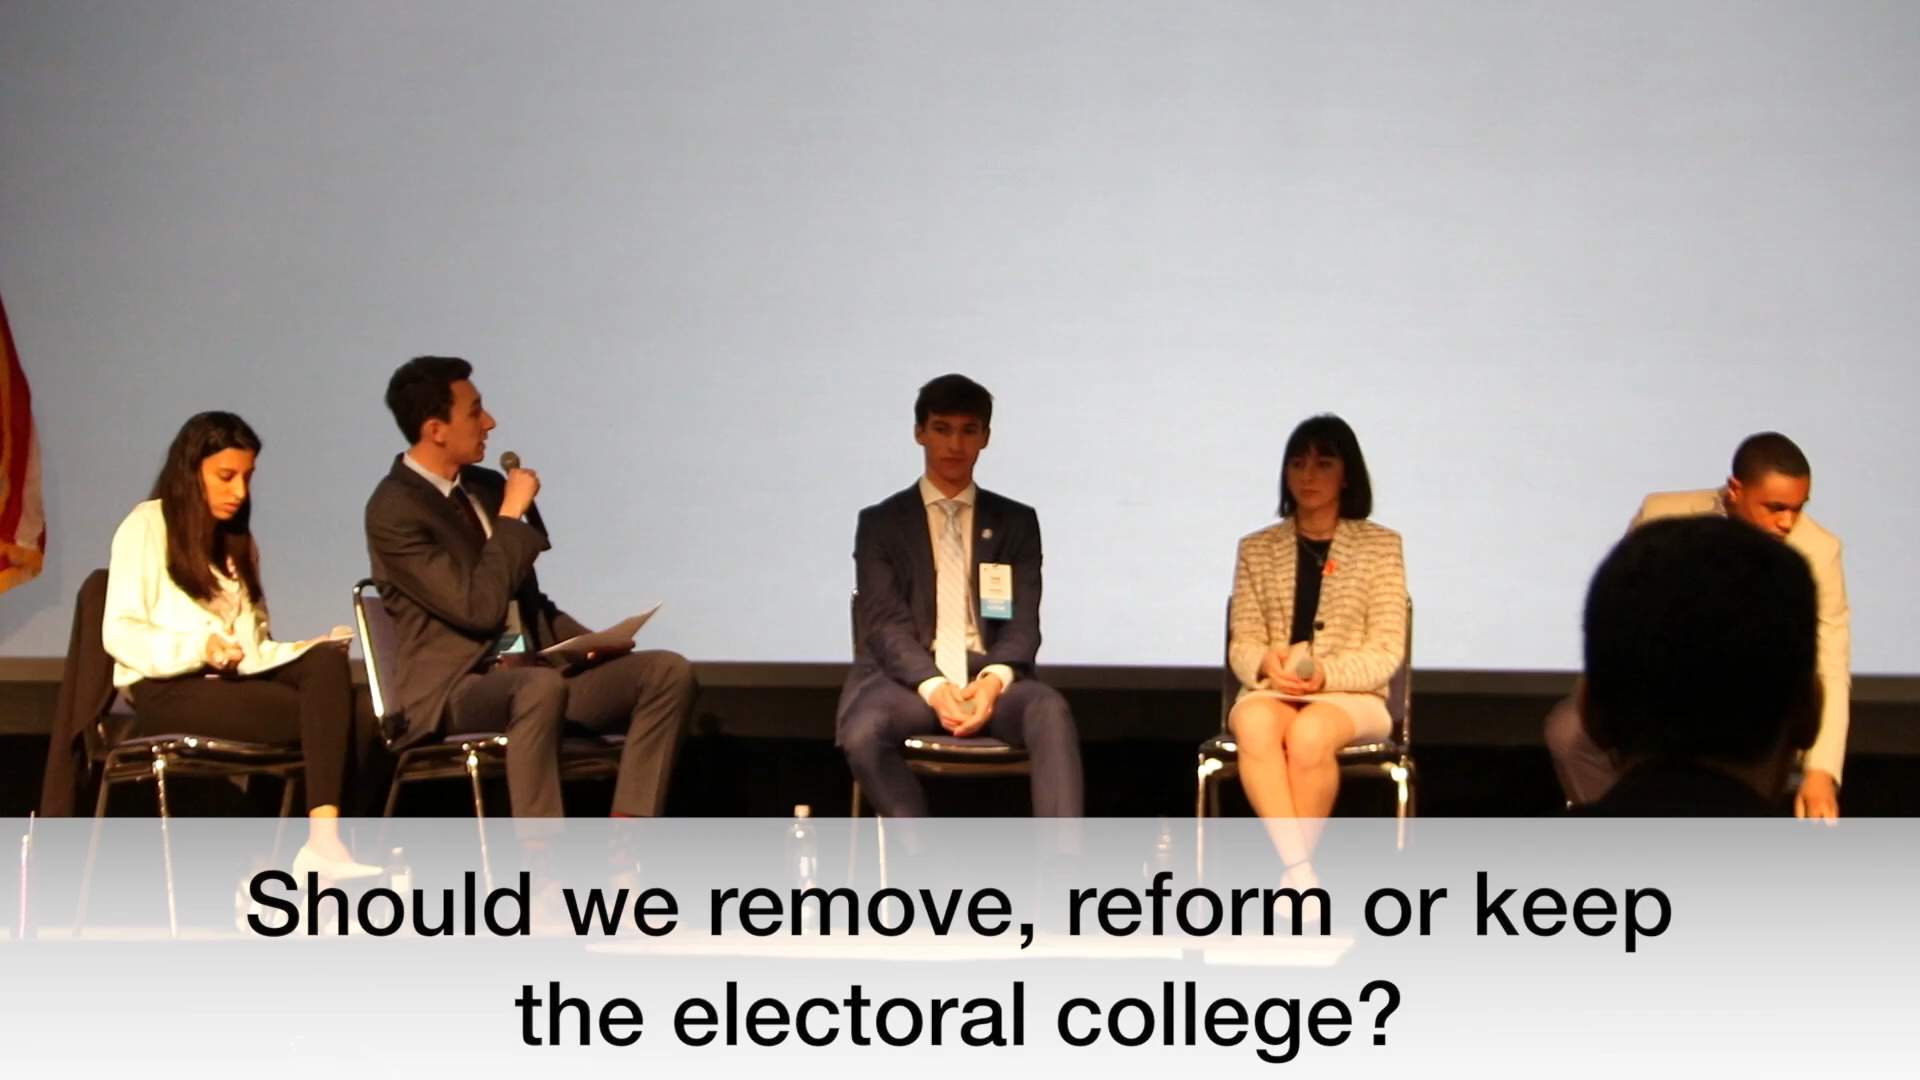 Should we remove, reform or keep
the electoral college?